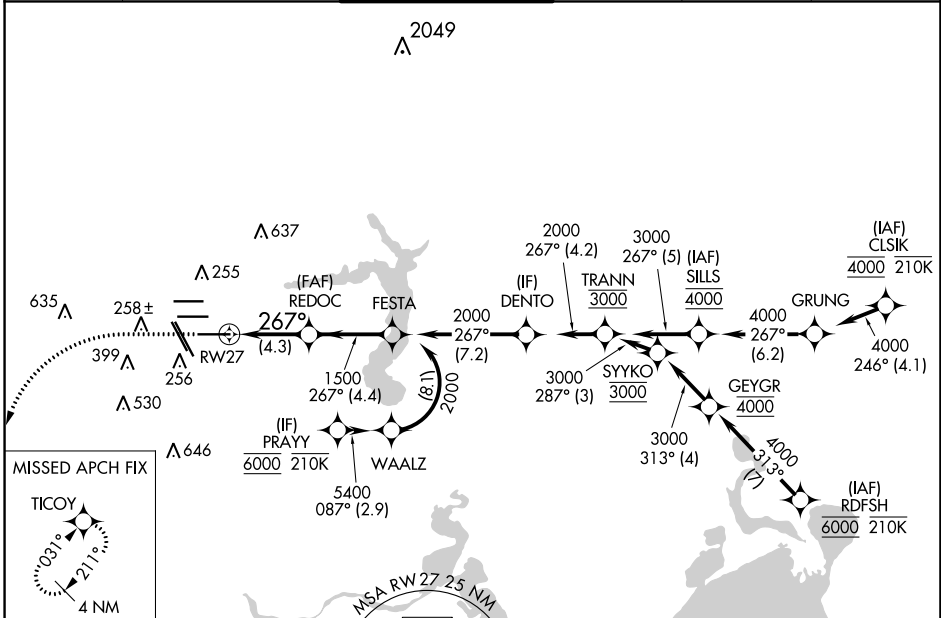 2049
637
255
635
258±
399
256
530
646
RW27
267°
(4.3)
(FAF)
REDOC
1500
267° (4.4)
FESTA
2000
267°
(7.2)
(IF)
DENTO
2000
267° (4.2)
TRANN
3000
3000
267° (5)
(IAF)
SILLS
4000
4000
267°
(6.2)
GRUNG
(IAF)
CLSIK
4000 210K
4000
246° (4.1)
3000
287° (3)
SYYKO
3000
GEYGR
4000
3000
313° (4)
4000
313°
(7)
(IAF)
RDFSH
6000 210K
(IF)
PRAYY
6000 210K
5400
087° (2.9)
WAALZ
(8.1)
2000
MISSED APCH FIX
TICOY
031°
211°
4 NM
MSA RW27 25 NM